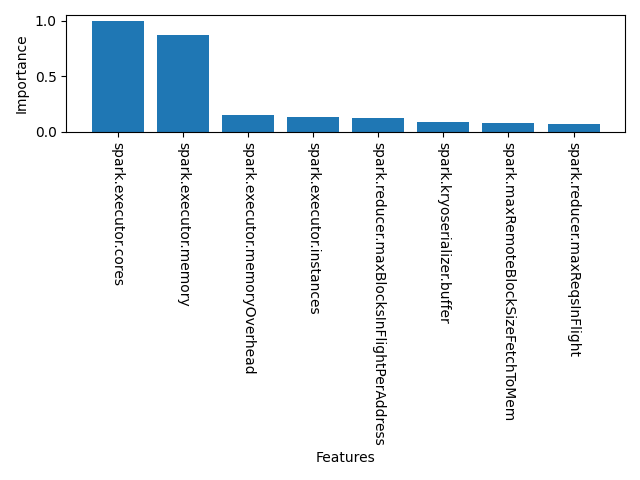 Importance
1.0
0.5
0.0
spark.executor.cores
spark.executor.memory
spark.executor.memoryOverhead
spark.executor.instances
spark.reducer.maxBlocksInFlightPerAddress
spark.kryoserializer.buffer
spark.maxRemoteBlockSizeFetchToMem
spark.reducer.maxReqsInFlight
Features